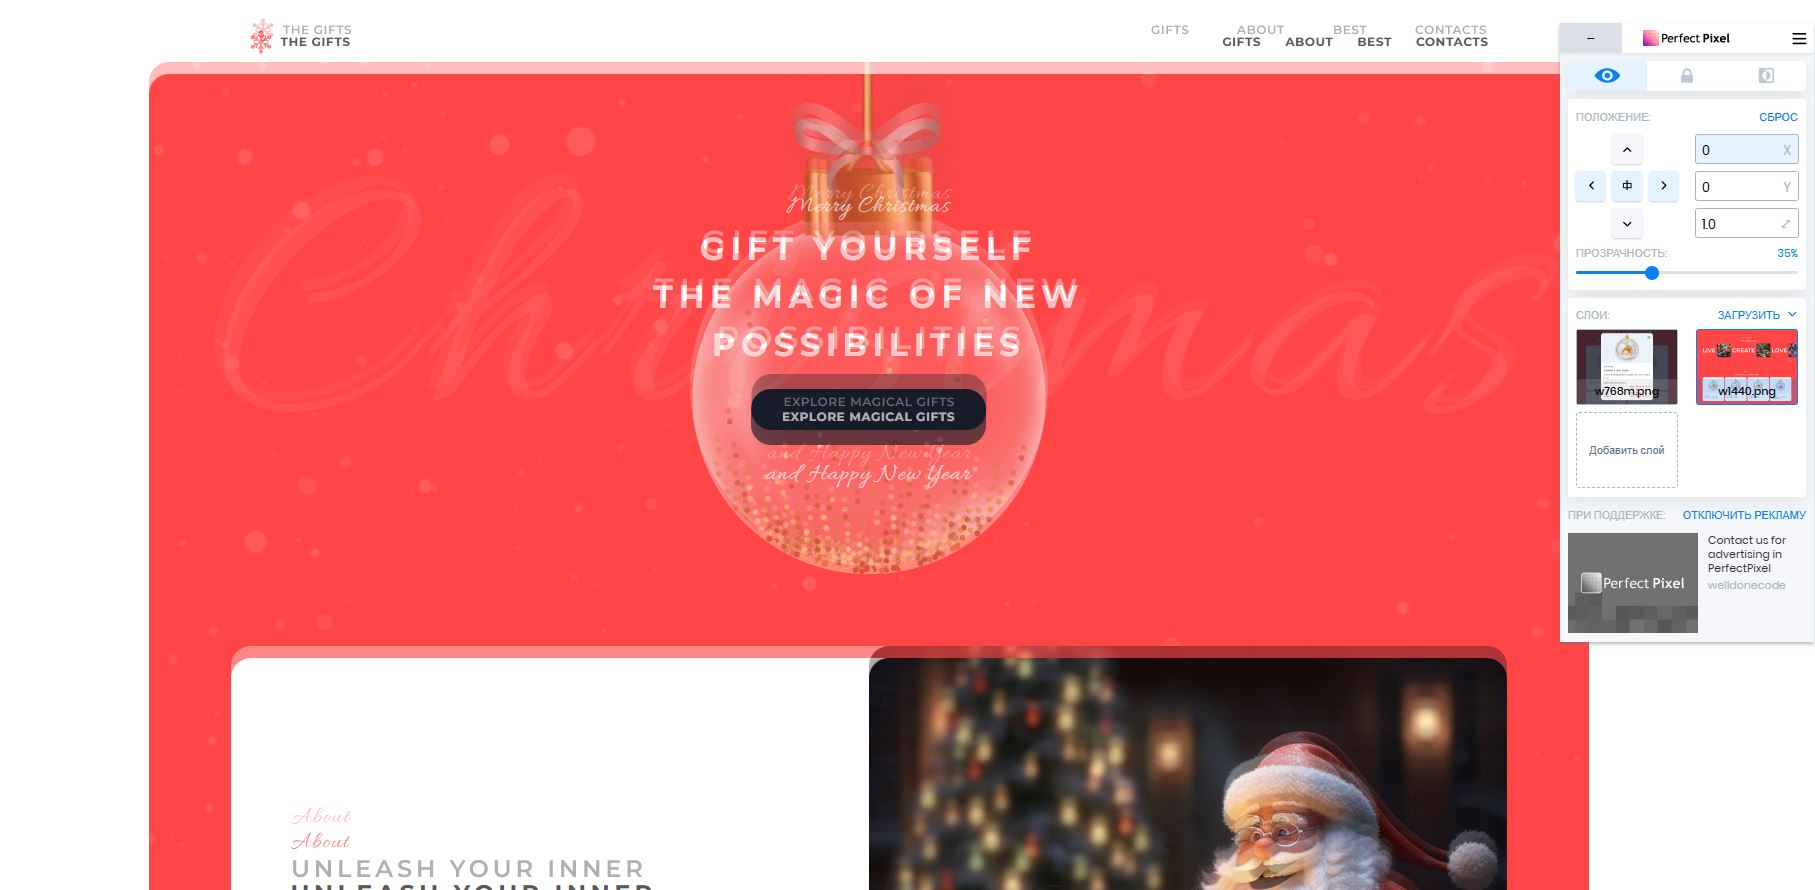 THE GIFTS
THE GIFTS
GIFTS ABOUT BEST CONTACTS
GIFTS ABOUT BEST CONTACTS
Christmas
Merry Christmas
Merry Christmas
GIFT YOURSELF
THE MAGIC OF NEW
POSSIBILITIES
EXPLORE MAGICAL GIFTS
EXPLORE MAGICAL GIFTS
and Happy New Year
and Happy New Year
About
About
UNLEASH YOUR INNER
UNLEASH YOUR INNER
– Perfect Pixel
ПОЛОЖЕНИЕ: СБРОС
0 X
0 Y
1.0
ПРОЗРАЧНОСТЬ: 35%
СЛОИ: ЗАГРУЗИТЬ
LIVE CREATE LOVE
w768m.png w1440.png
Добавить слой
ПРИ ПОДДЕРЖКЕ: ОТКЛЮЧИТЬ РЕКЛАМУ
Perfect Pixel
Contact us for
advertising in
PerfectPixel
welldonecode